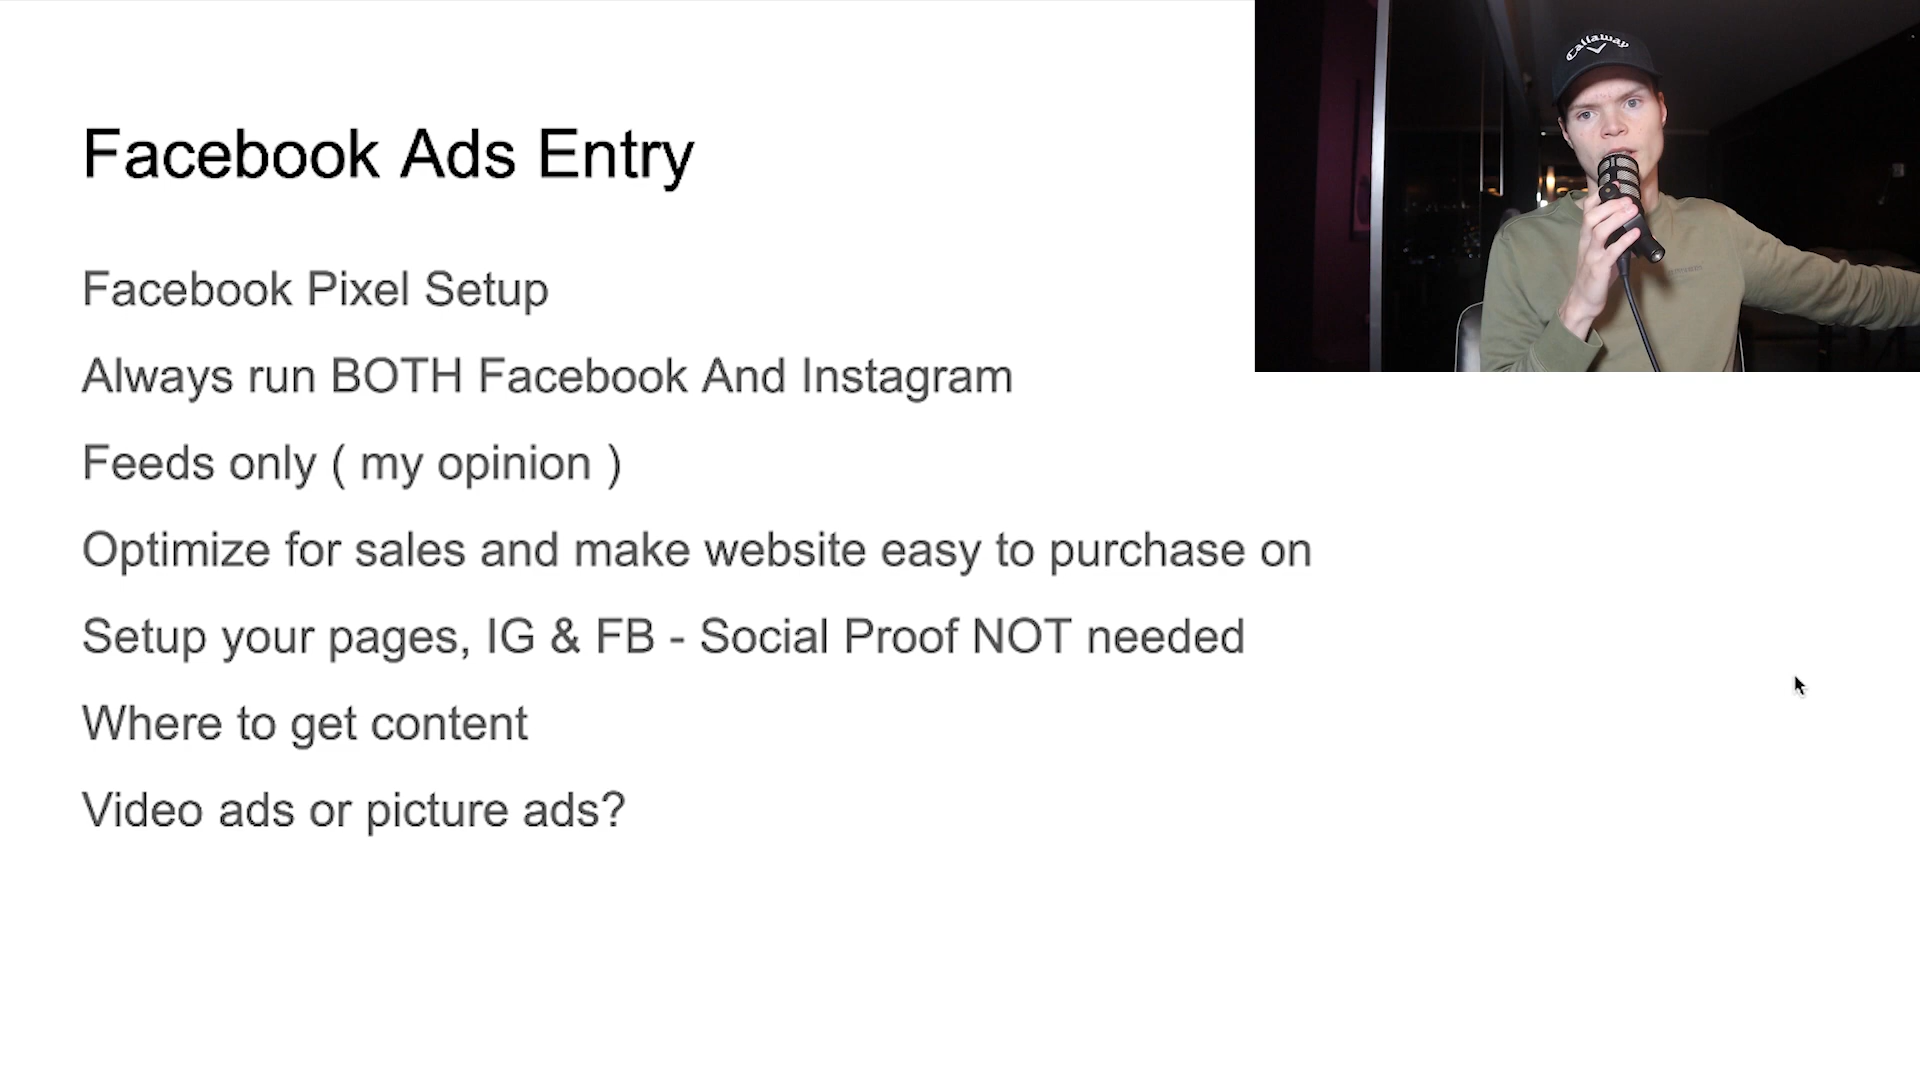 Facebook Ads Entry
Facebook Pixel Setup
Always run BOTH Facebook And Instagram
Feeds only ( my opinion )
Optimize for sales and make website easy to purchase on
Setup your pages, IG & FB - Social Proof NOT needed
Where to get content
Video ads or picture ads?
Callaway